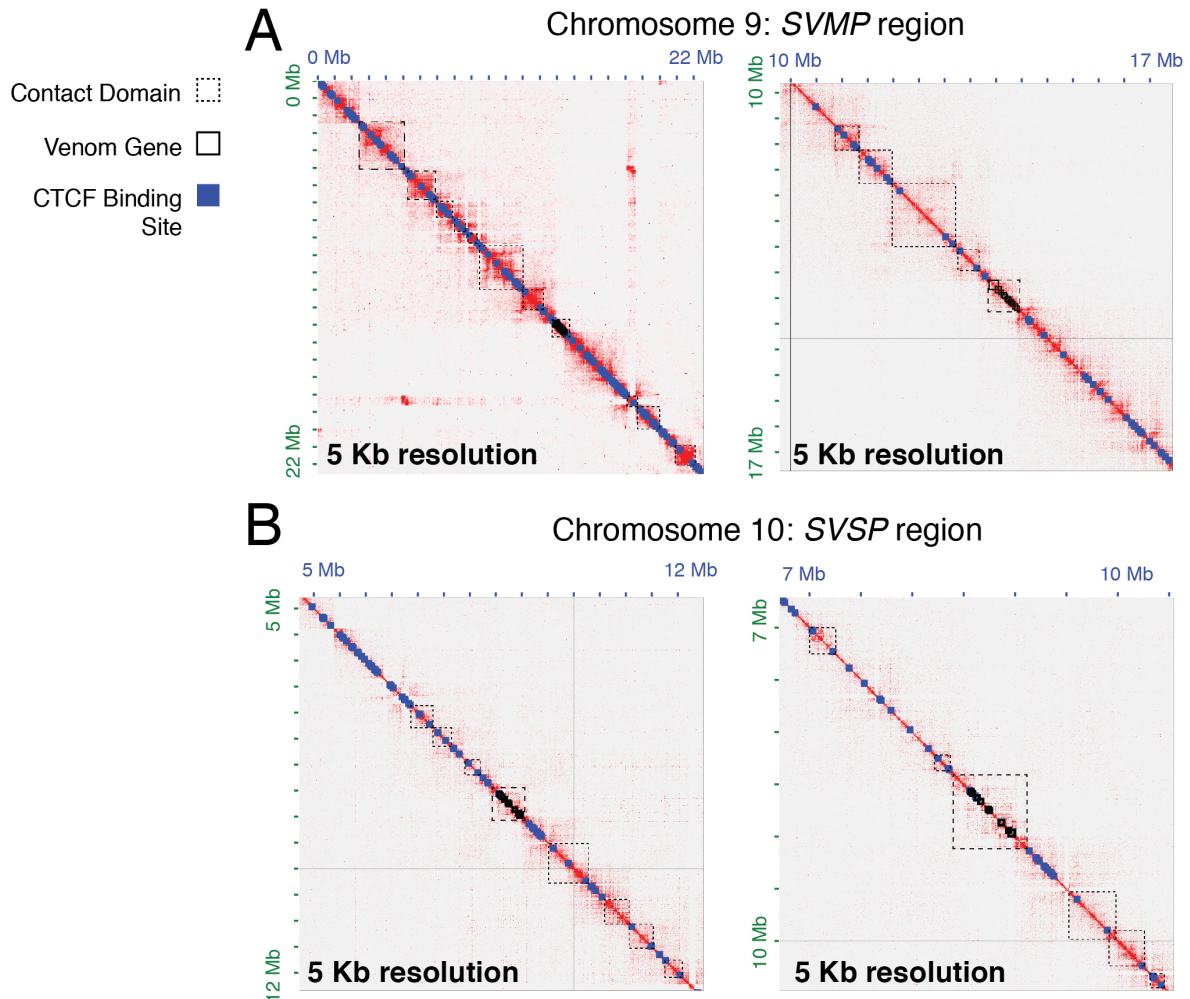 A
Chromosome 9: SVMP region
0 Mb
22 Mb
10 Mb
17 Mb
Contact Domain
Venom Gene
CTCF Binding
Site
0 Mb
22 Mb
5 Kb resolution
10 Mb
17 Mb
5 Kb resolution
B
Chromosome 10: SVSP region
5 Mb
12 Mb
7 Mb
10 Mb
5 Mb
12 Mb
5 Kb resolution
7 Mb
10 Mb
5 Kb resolution